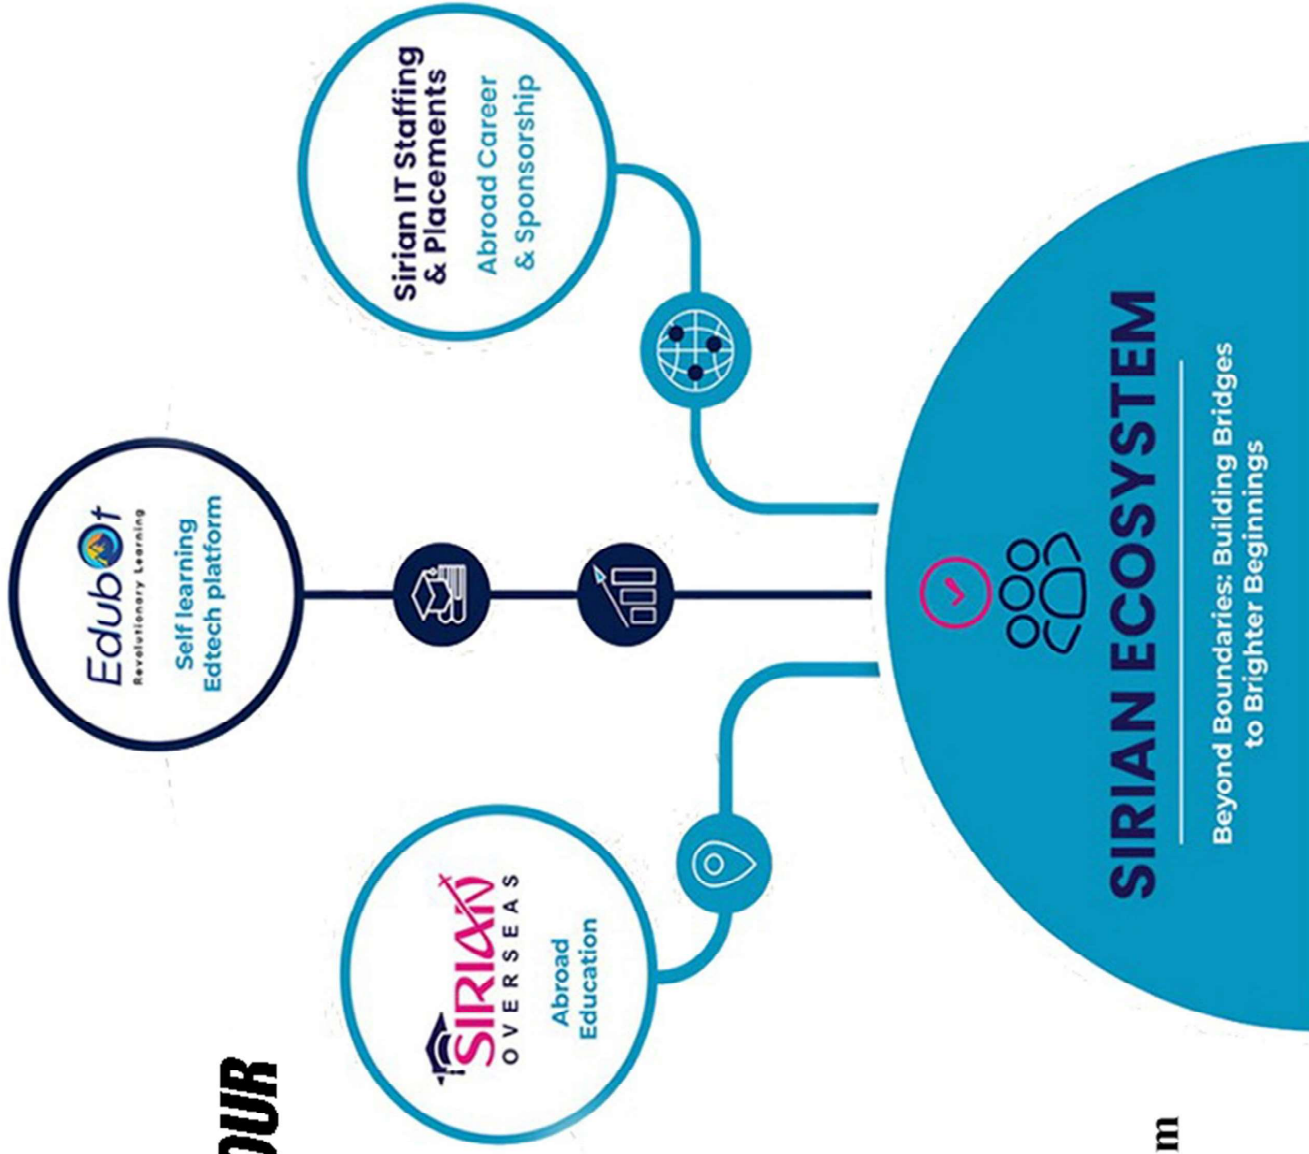 OUR
SIRIAN
OVERSEAS
Abroad
Education
Edubot
Revolutionary Learning
Self learning
Edtech platform
Sirian IT Staffing
& Placements
Abroad Career
& Sponsorship
SIRIAN ECOSYSTEM
Beyond Boundaries: Building Bridges
to Brighter Beginnings
m